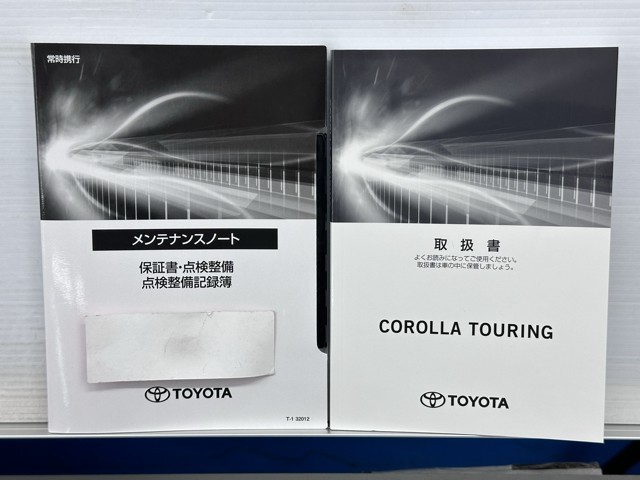 常時携行
メンテナンスノート
保証書・点検整備
点検整備記録簿
TOYOTA
T-1 32012
取扱書
よくお読みになってご使用ください。
取扱書は車の中に保管しましょう。
COROLLA TOURING
TOYOTA